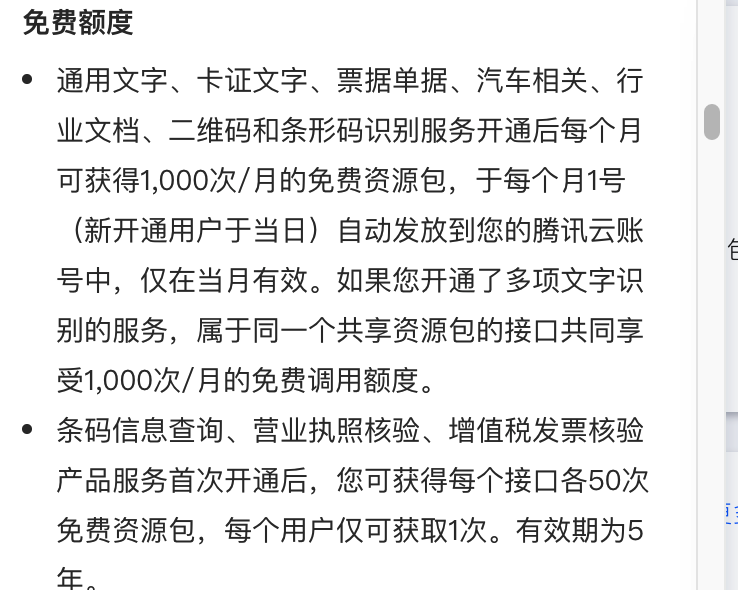 免费额度
• 通用文字、卡证文字、票据单据、汽车相关、行
业文档、二维码和条形码识别服务开通后每个月
可获得1,000次/月的免费资源包，于每个月1号
（新开通用户于当日）自动发放到您的腾讯云账
号中，仅在当月有效。如果您开通了多项文字识
别的服务，属于同一个共享资源包的接口共同享
受1,000次/月的免费调用额度。
• 条码信息查询、营业执照核验、增值税发票核验
产品服务首次开通后，您可获得每个接口各50次
免费资源包，每个用户仅可获取1次。有效期为5
年。